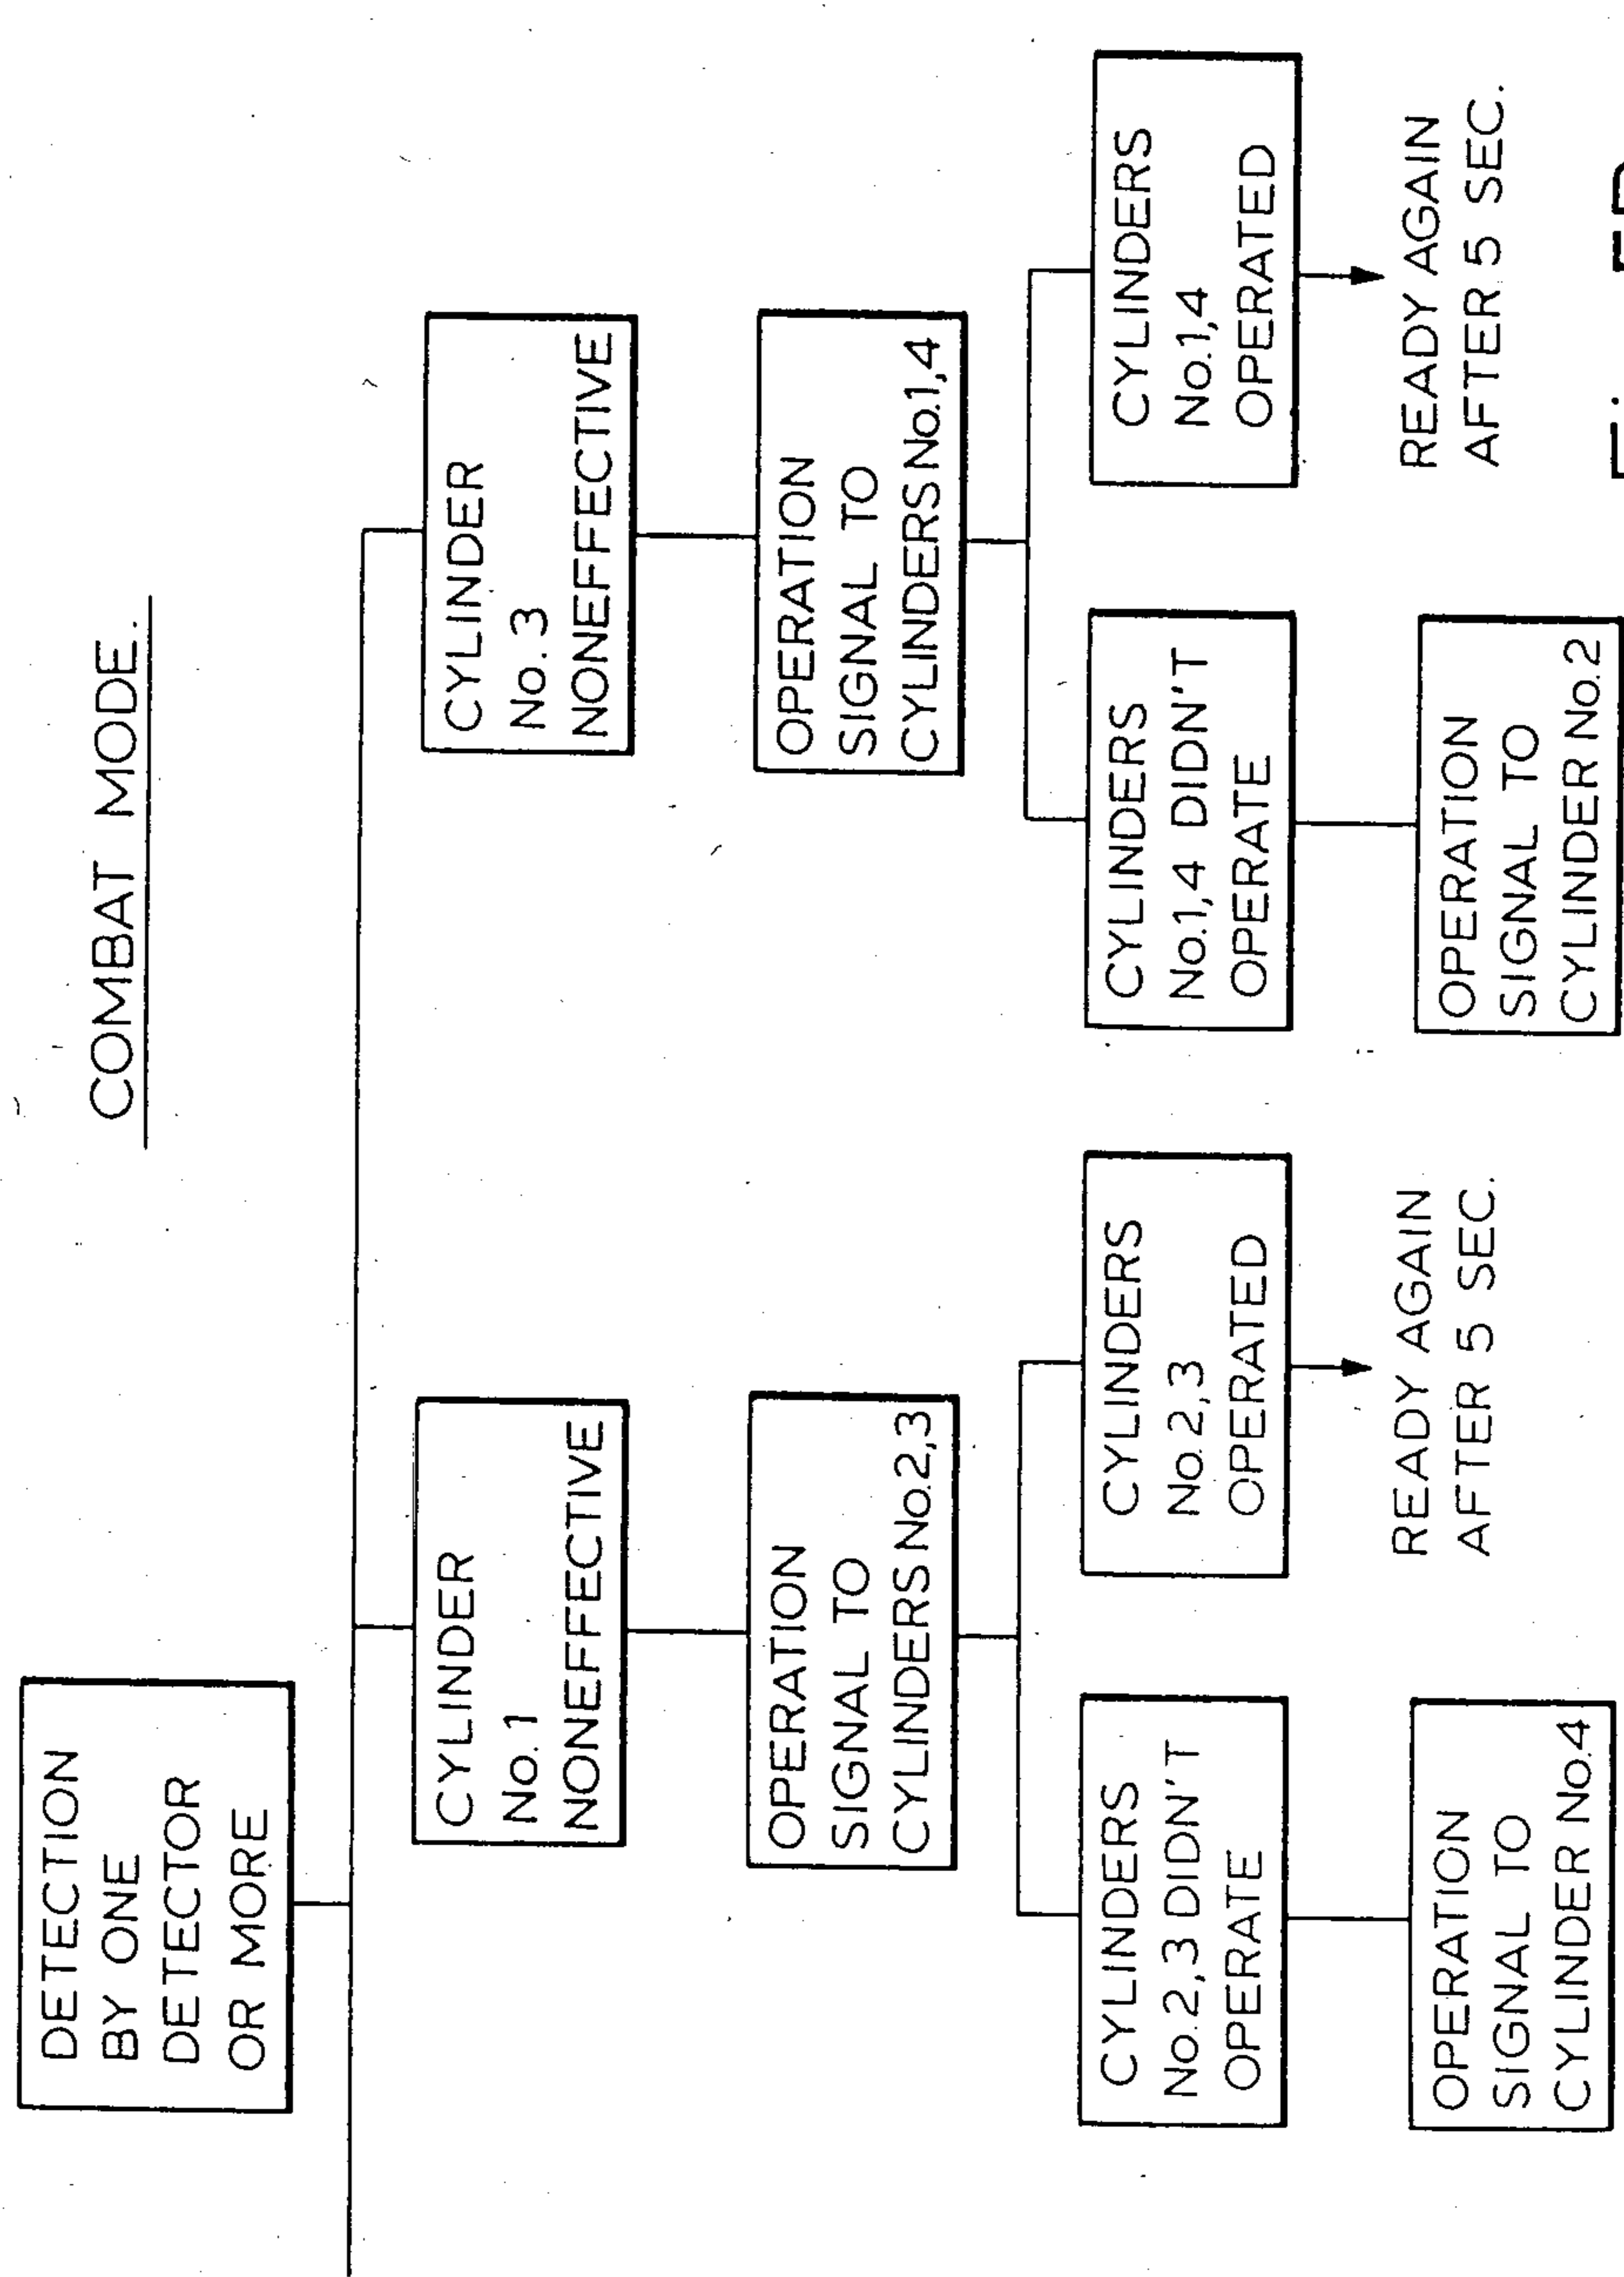 COMBAT MODE.
DETECTION
BY ONE
DETECTOR
OR MORE
CYLINDER
No.1
NONEFFECTIVE
OPERATION
SIGNAL TO
CYLINDERS No.2,3
CYLINDERS
No.2,3 DIDN'T
OPERATE
OPERATION
SIGNAL TO
CYLINDER No.4
CYLINDERS
No.2,3
OPERATED
READY AGAIN
AFTER 5 SEC.
CYLINDER
No.3
NONEFFECTIVE
OPERATION
SIGNAL TO
CYLINDERS No.1,4
CYLINDERS
No.1,4 DIDN'T
OPERATE
OPERATION
SIGNAL TO
CYLINDER No.2
CYLINDERS
No.1,4
OPERATED
READY AGAIN
AFTER 5 SEC.